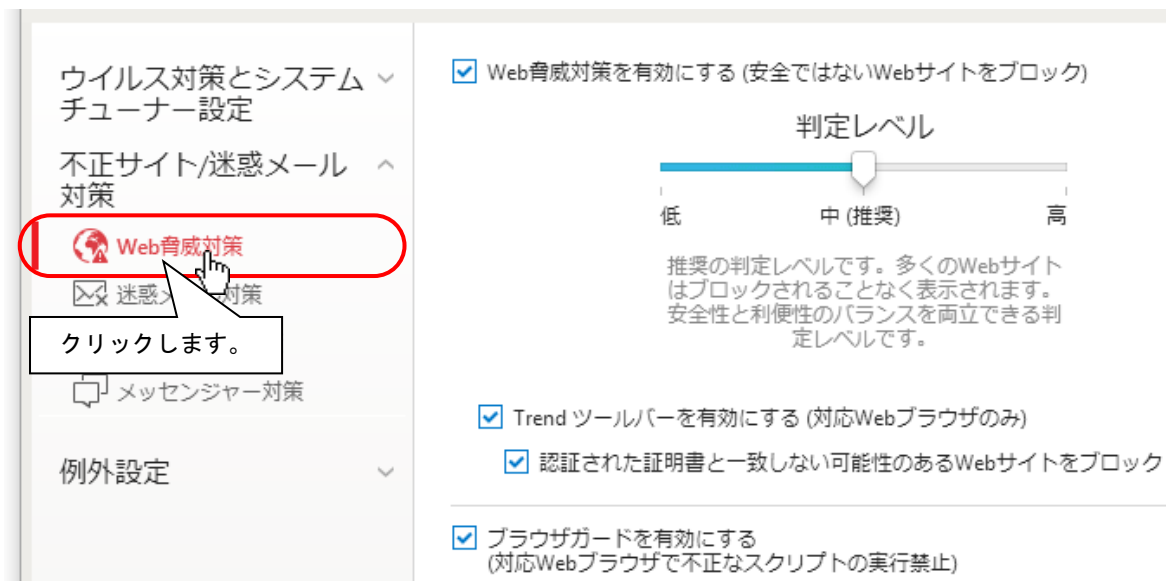 ウイルス対策とシステム
チューナー設定
不正サイト/迷惑メール
対策
Web脅威対策
迷惑 対策
クリックします。
メッセンジャー対策
例外設定
Web脅威対策を有効にする (安全ではないWebサイトをブロック)
判定レベル
低 中 (推奨) 高
推奨の判定レベルです。多くのWebサイト
はブロックされることなく表示されます。
安全性と利便性のバランスを両立できる判
定レベルです。
Trend ツールバーを有効にする (対応Webブラウザのみ)
認証された証明書と一致しない可能性のあるWebサイトをブロック
ブラウザガードを有効にする
(対応Webブラウザで不正なスクリプトの実行禁止)